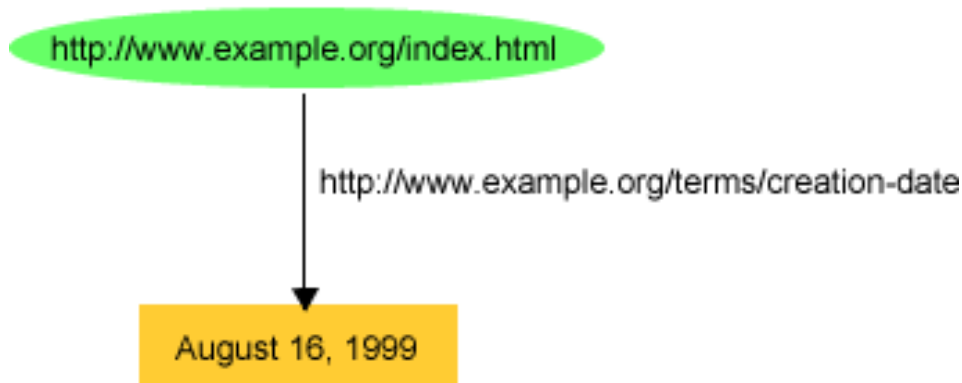 http://www.example.org/index.html
http://www.example.org/terms/creation-date
August 16, 1999